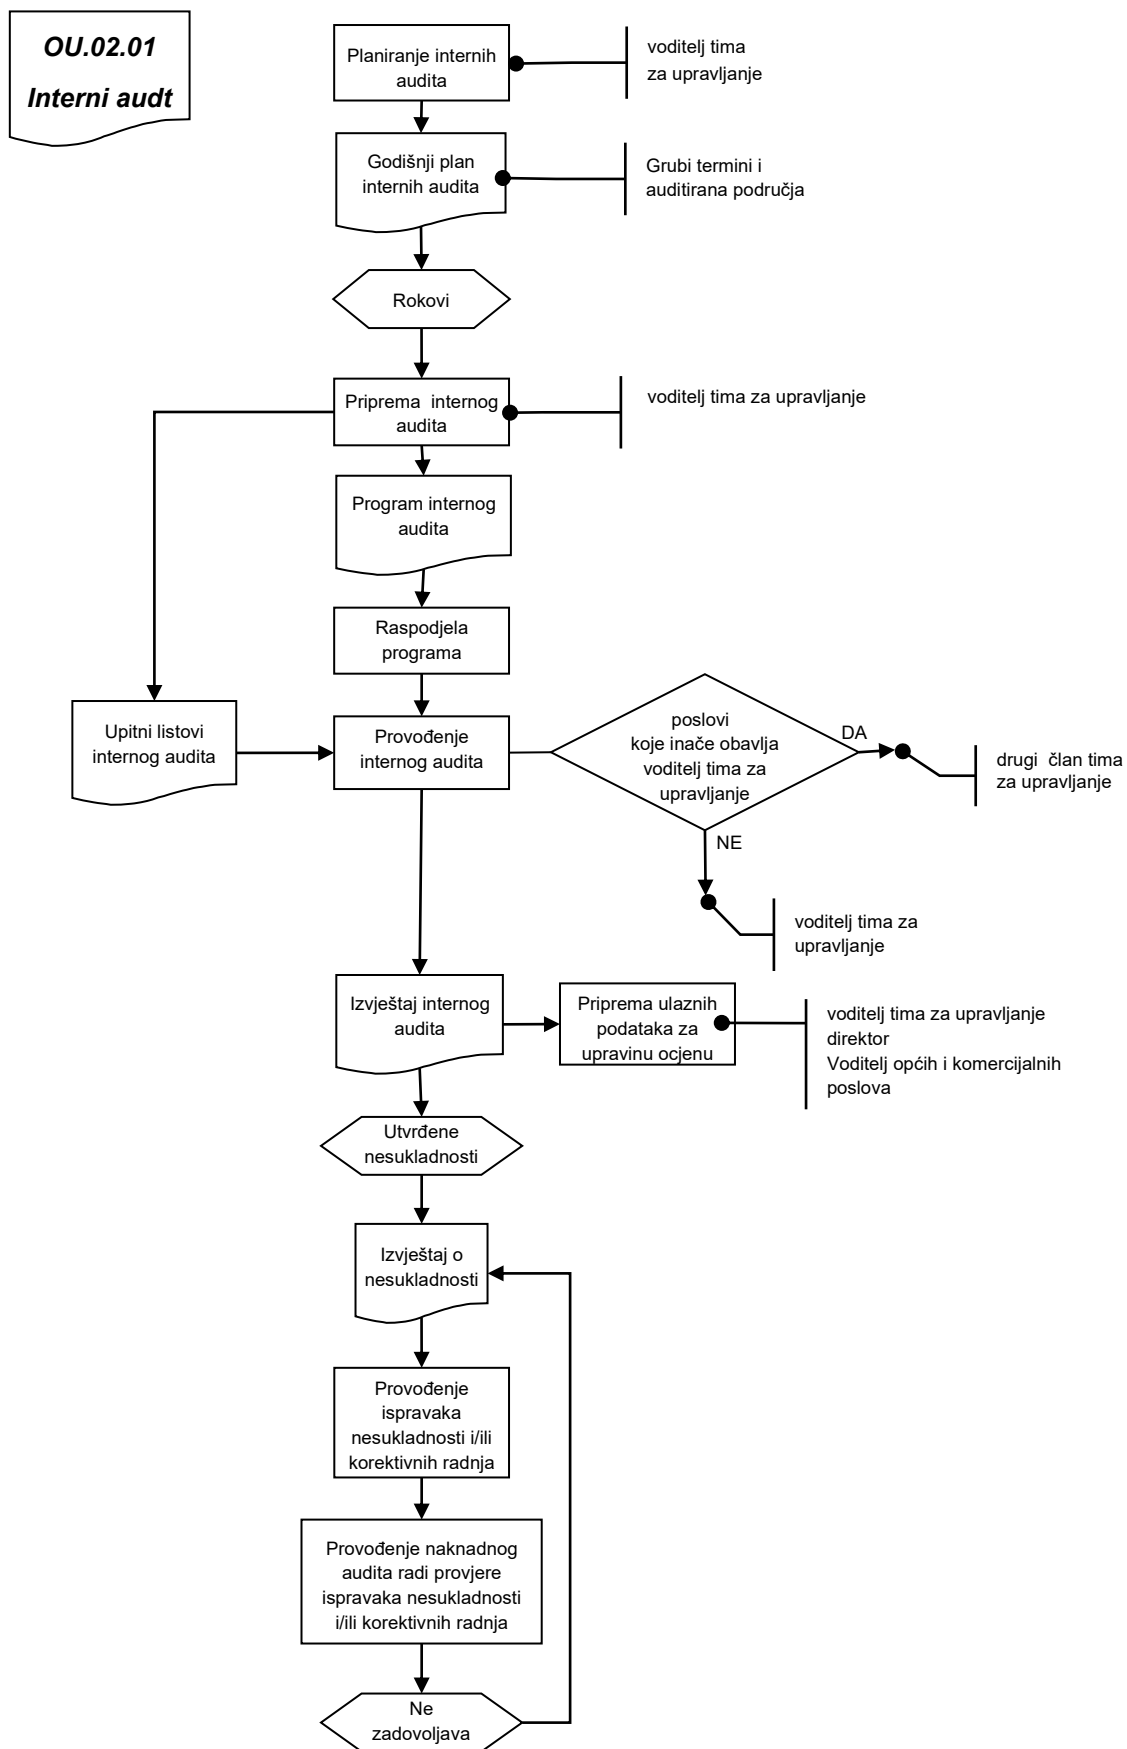 OU.02.01
Interni audt
Planiranje internih
audita
voditelj tima
za upravljanje
Godišnji plan
internih audita
Grubi termini i
auditirana područja
Rokovi
Priprema internog
audita
voditelj tima za upravljanje
Program internog
audita
Raspodjela
programa
Upitni listovi
internog audita
Provođenje
internog audita
poslovi
koje inače obavlja
voditelj tima za
upravljanje
DA
drugi član tima
za upravljanje
NE
voditelj tima za
upravljanje
Izvještaj internog
audita
Priprema ulaznih
podataka za
upravinu ocjenu
voditelj tima za upravljanje
direktor
Voditelj općih i komercijalnih
poslova
Utvrđene
nesukladnosti
Izvještaj o
nesukladnosti
Provođenje
ispravaka
nesukladnosti i/ili
korektivnih radnja
Provođenje naknadnog
audita radi provjere
ispravaka nesukladnosti
i/ili korektivnih radnja
Ne
zadovoljava